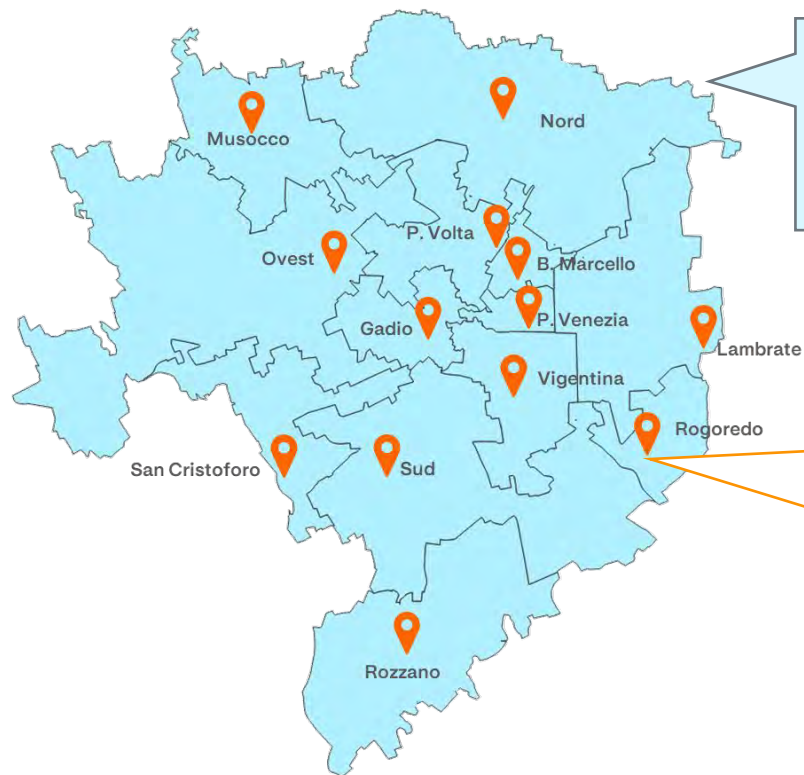 Nord
Musocco
P. Volta
Ovest
B. Marcello
P. Venezia
Gadio
Lambrate
Vigentina
Rogoredo
San Cristoforo
Sud
Rozzano